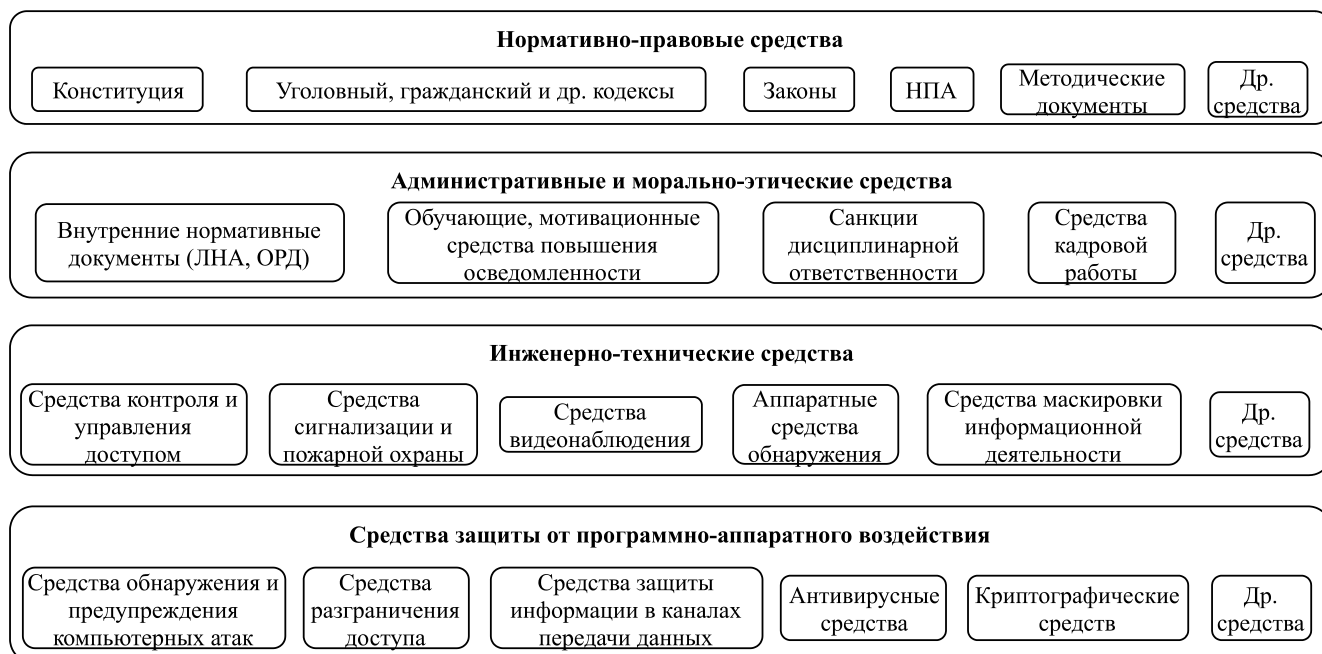 Нормативно-правовые средства
Конституция
Уголовный, гражданский и др. кодексы
Законы
НПА
Методические
документы
Др.
средства
Административные и морально-этические средства
Внутренние нормативные
документы (ЛНА, ОРД)
Обучающие, мотивационные
средства повышения
осведомленности
Санкции
дисциплинарной
ответственности
Средства
кадровой
работы
Др.
средства
Инженерно-технические средства
Средства контроля и
управления
доступом
Средства
сигнализации и
пожарной охраны
Средства
видеонаблюдения
Аппаратные
средства
обнаружения
Средства маскировки
информационной
деятельности
Др.
средства
Средства защиты от программно-аппаратного воздействия
Средства обнаружения и
предупреждения
компьютерных атак
Средства
разграничения
доступа
Средства защиты
информации в каналах
передачи данных
Антивирусные
средства
Криптографические
средств
Др.
средства